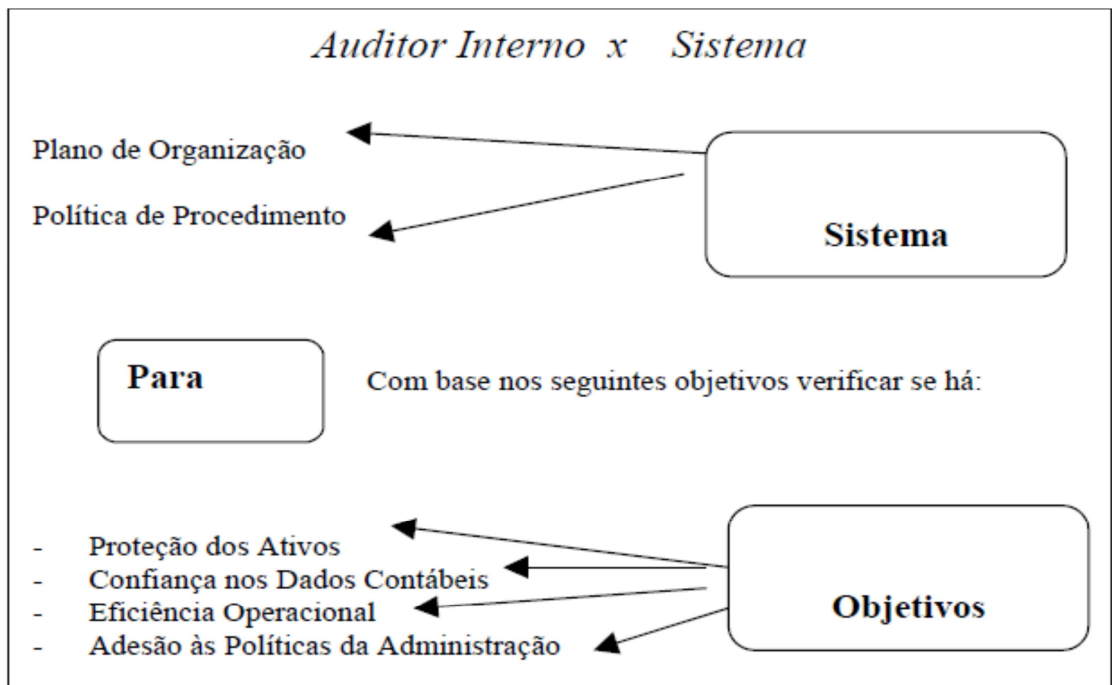 Auditor Interno x Sistema
Plano de Organização
Política de Procedimento
Sistema
Para
Com base nos seguintes objetivos verificar se há:
- Proteção dos Ativos
- Confiança nos Dados Contábeis
- Eficiência Operacional
- Adesão às Políticas da Administração
Objetivos